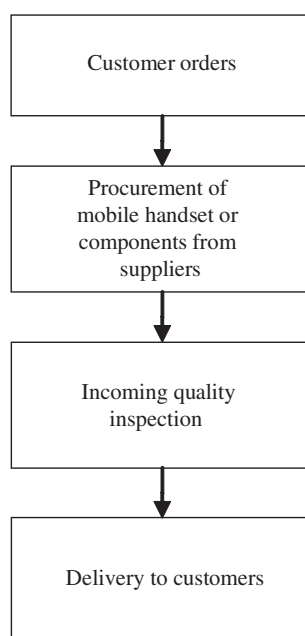 Customer orders
Procurement of
mobile handset or
components from
suppliers
Incoming quality
inspection
Delivery to customers